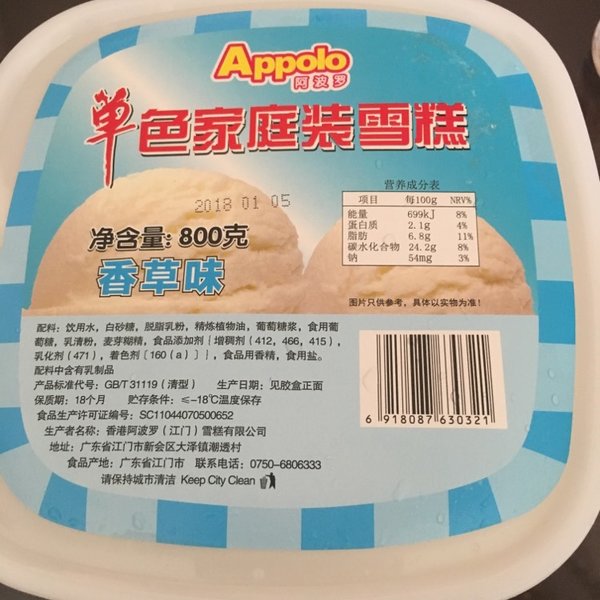 Appolo
阿波罗
单色家庭装雪糕
2018 01 05
净含量: 800克
香草味
营养成分表
项目 每100g NRV%
能量 699kJ 8%
蛋白质 2.1g 4%
脂肪 6.8g 11%
碳水化合物 24.2g 8%
钠 54mg 3%
图片只供参考，具体以实物为准！
配料：饮用水，白砂糖，脱脂乳粉，精炼植物油，葡萄糖浆，食用葡
萄糖，乳清粉，麦芽糊精，食品添加剂｛增稠剂（412，466，415），
乳化剂（471），着色剂〔160（a）〕｝，食品用香精，食用盐。
配料中含有乳制品
产品标准代号：GB/T 31119（清型） 生产日期：见胶盒正面
保质期：18个月 贮存条件：≤-18℃温度保存
食品生产许可证编号：SC11044070500652
生产者名称：香港阿波罗（江门）雪糕有限公司
地址：广东省江门市新会区大泽镇潮透村
食品产地：广东省江门市 联系电话：0750-6806333
请保持城市清洁 Keep City Clean
6 918087 630321